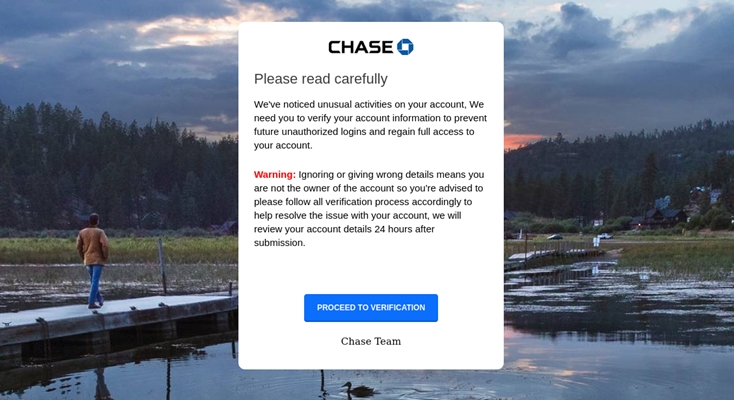 CHASE
Please read carefully
We've noticed unusual activities on your account, We
need you to verify your account information to prevent
future unauthorized logins and regain full access to
your account.
Warning: Ignoring or giving wrong details means you
are not the owner of the account so you're advised to
please follow all verification process accordingly to
help resolve the issue with your account, we will
review your account details 24 hours after
submission.
PROCEED TO VERIFICATION
Chase Team